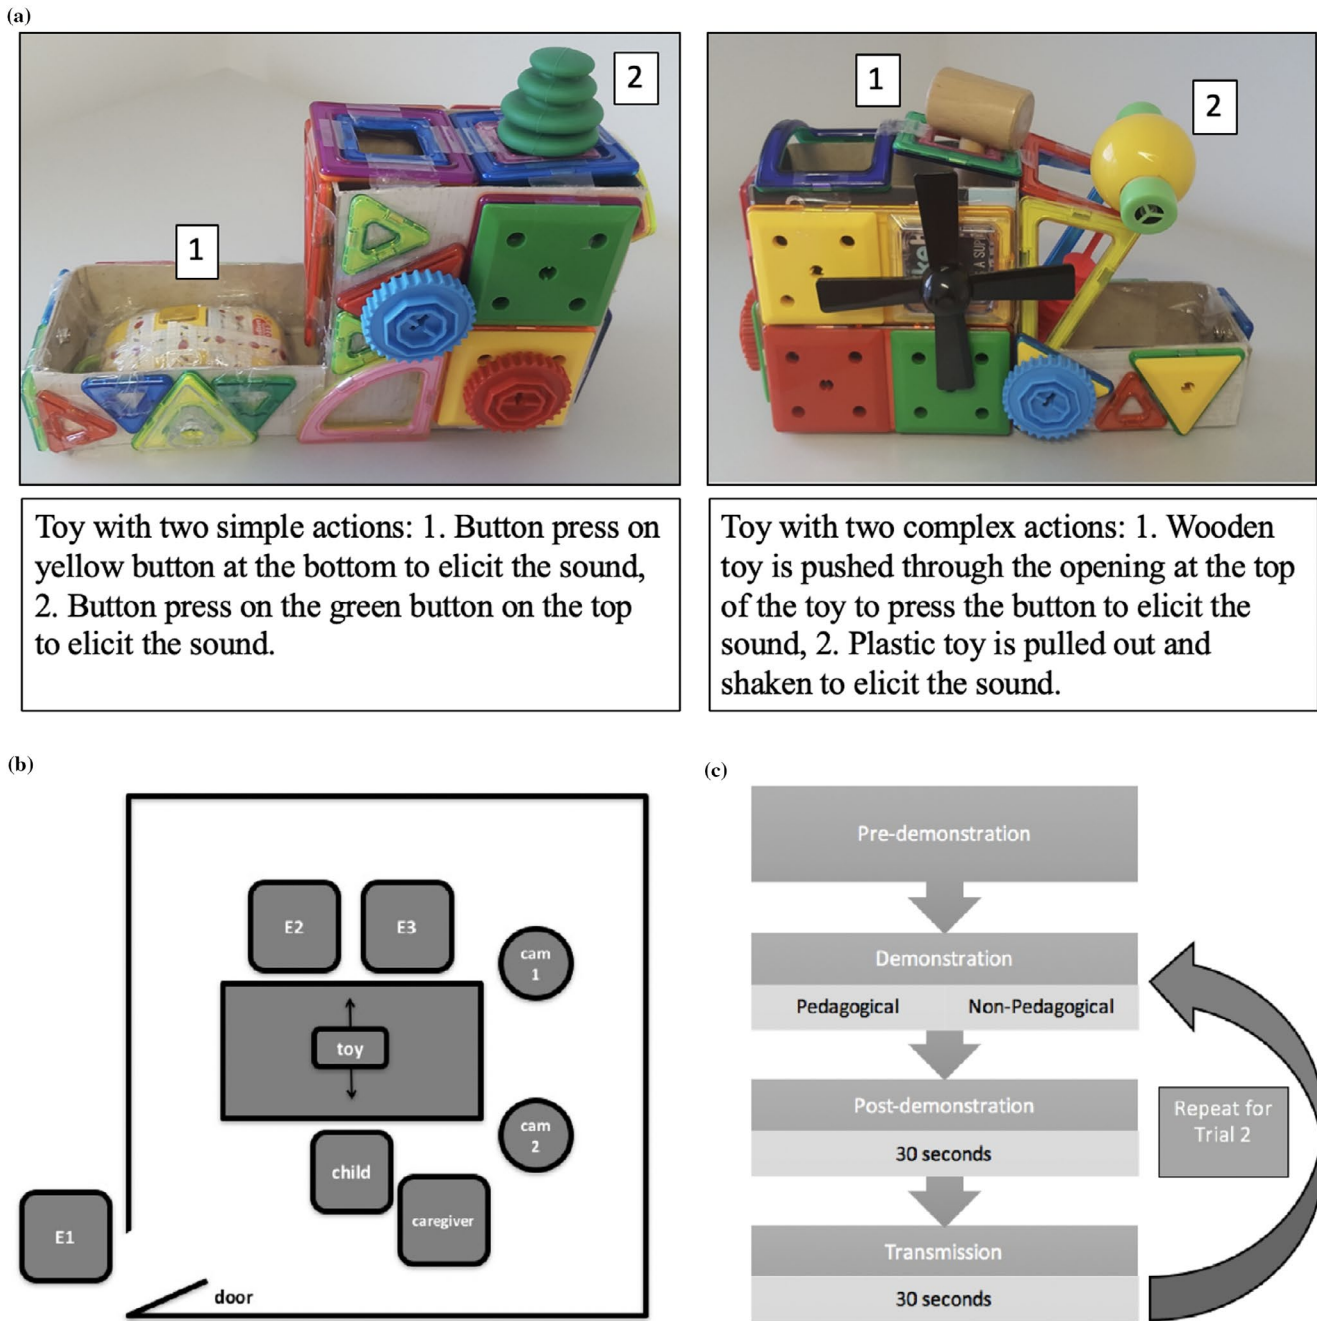 (a)
1
2
1
2
Toy with two simple actions: 1. Button press on
yellow button at the bottom to elicit the sound,
2. Button press on the green button on the top
to elicit the sound.
Toy with two complex actions: 1. Wooden
toy is pushed through the opening at the top
of the toy to press the button to elicit the
sound, 2. Plastic toy is pulled out and
shaken to elicit the sound.
(b)
E2
E3
cam
1
toy
cam
2
child
caregiver
E1
door
(c)
Pre-demonstration
Demonstration
Pedagogical
Non-Pedagogical
Post-demonstration
30 seconds
Repeat for
Trial 2
Transmission
30 seconds